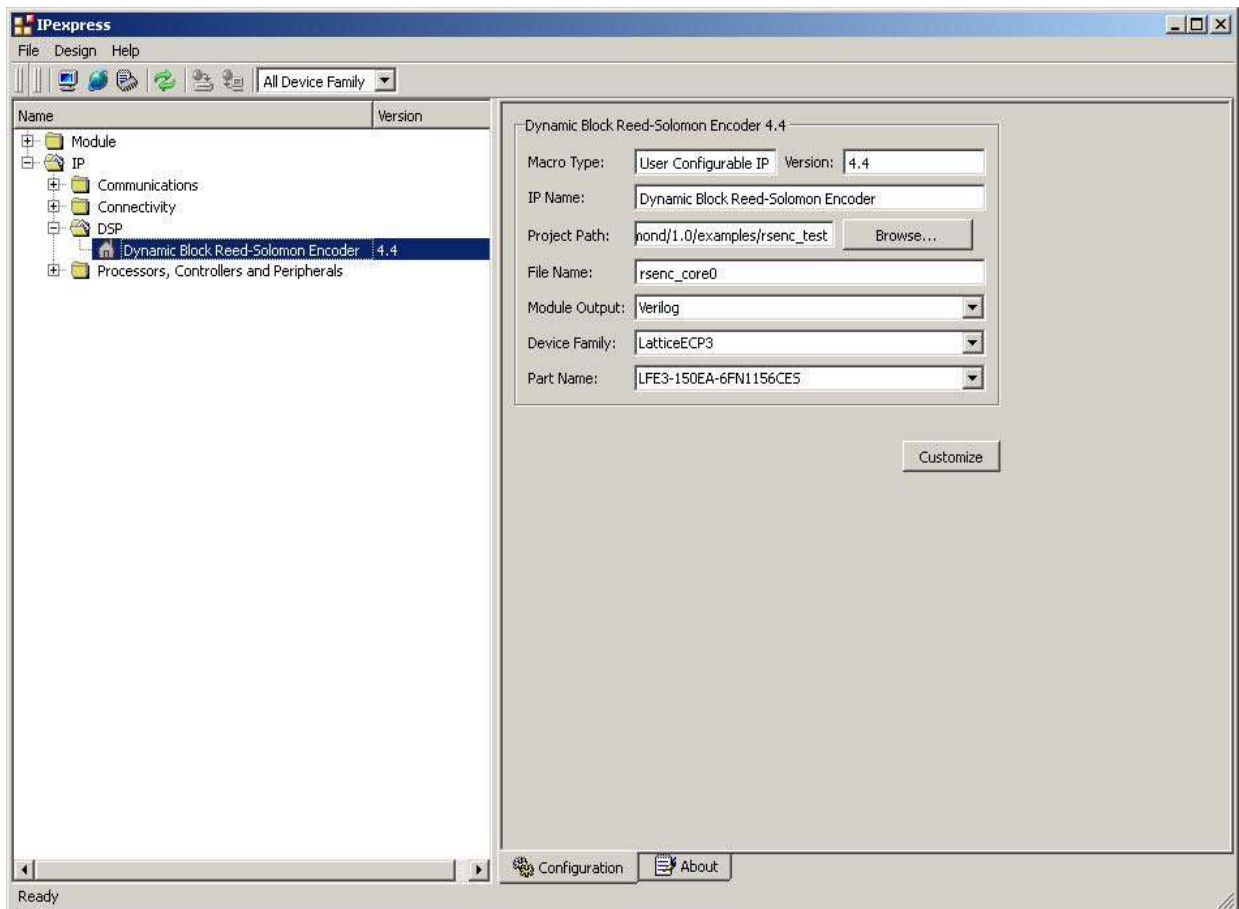 IPexpress
File Design Help
All Device Family
Name Version
Module
IP
Communications
Connectivity
DSP
Dynamic Block Reed-Solomon Encoder 4.4
Processors, Controllers and Peripherals
Dynamic Block Reed-Solomon Encoder 4.4
Macro Type: User Configurable IP Version: 4.4
IP Name: Dynamic Block Reed-Solomon Encoder
Project Path: nond/1.0/examples/rsenc_test Browse...
File Name: rsenc_core0
Module Output: Verilog
Device Family: LatticeECP3
Part Name: LFE3-150EA-6FN1156CES
Customize
Configuration About
Ready